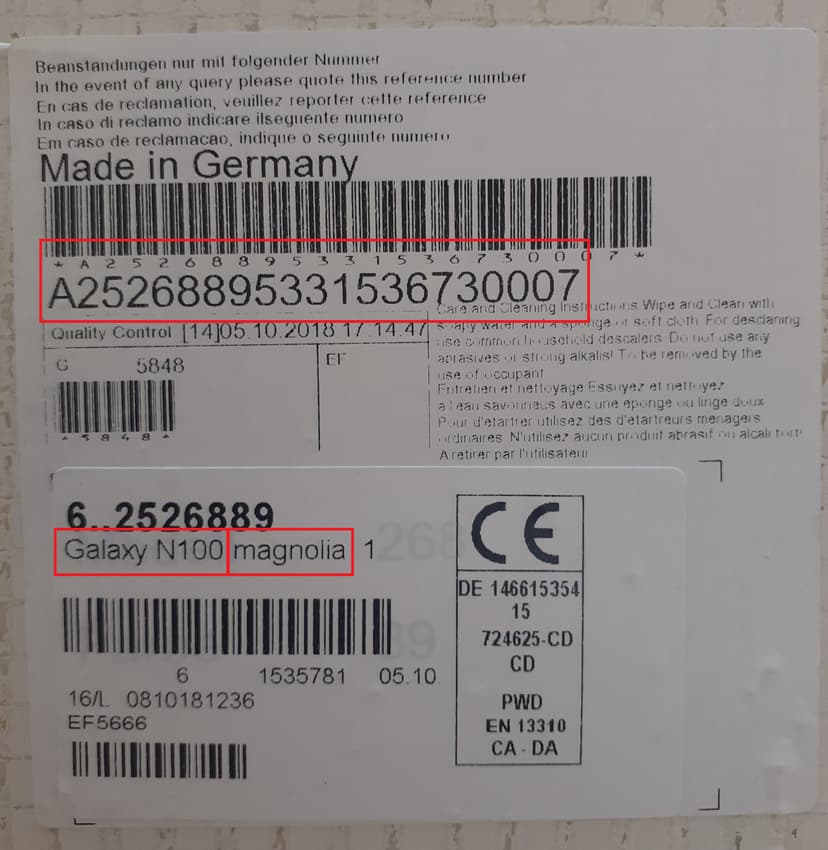 Beanstandungen nur mit folgender Nummer
In the event of any query please quote this reference number
En cas de reclamation, veuillez reporter cette reference
In caso di reclamo indicare ilseguente numero
Em caso de reclamacao, indique o seguinte numero
Made in Germany
*A25268895331536730007*
A25268895331536730007
Quality Control [14]05.10.2018 17.14.47
G 5848
EF
*5848*
Care and Cleaning Instructions Wipe and Clean with
soapy water and a sponge or soft cloth. For descaling
use common household descalers. Do not use any
abrasives or strong alkalis! To be removed by the
use of occupant
Entretien et nettoyage Essuyez et nettoyez
a l eau savonneus avec une eponge ou linge doux
Pour d'etartrer utilisez des d'etartreurs menagers
ordinaires. N'utilisez aucun produit abrasif ou alcali fort!
A retirer par l'utilisateur
6..2526889
Galaxy N100 magnolia 1
6 1535781 05.10
16/L 0810181236
EF5666
CE
DE 146615354
15
724625-CD
CD
PWD
EN 13310
CA - DA